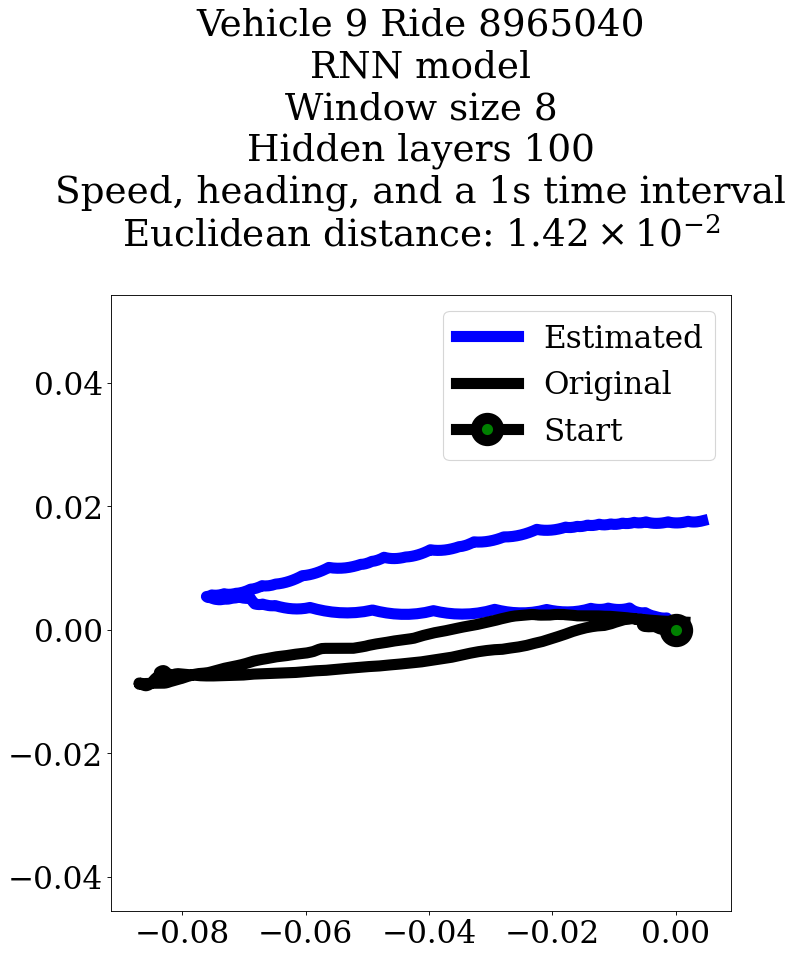 Vehicle 9 Ride 8965040
RNN model
Window size 8
Hidden layers 100
Speed, heading, and a 1s time interval
Euclidean distance: 1.42 × 10⁻²
Estimated
Original
Start
0.04
0.02
0.00
−0.02
−0.04
−0.08 −0.06 −0.04 −0.02 0.00